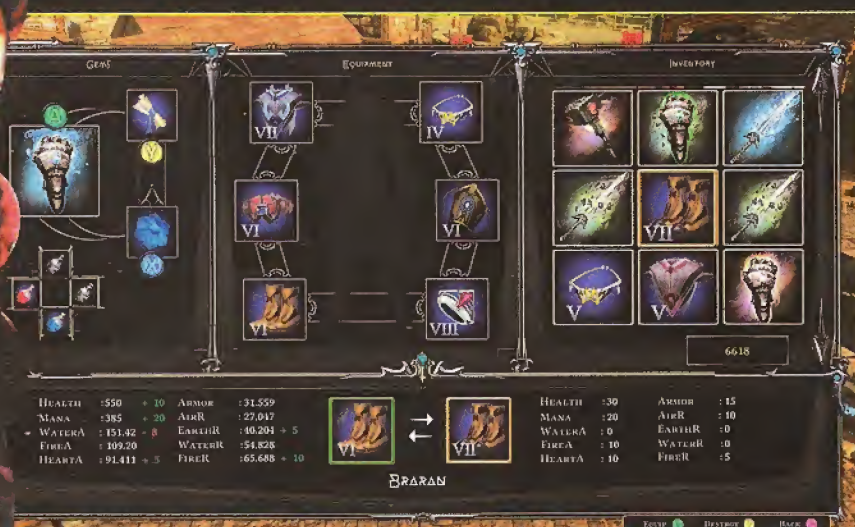 Gems
Equipment
Inventory
A
Y
X
VII
IV
VI
VI
VI
VIII
VII
V
V
6618
Health :550 + 10
Mana :385 + 20
WaterA : 151.42 - 8
FireA : 109.20
HeartA : 91.411 + 5
Armor : 31.559
AirR : 27.047
EarthR : 40.204 + 5
WaterR : 54.828
FireR : 65.688 + 10
VI
VII
Health :30
Mana :20
WaterA : 0
FireA : 10
HeartA : 10
Armor : 15
AirR : 10
EarthR :0
WaterR :0
FireR :5
Braran
Equip
Destroy
Back